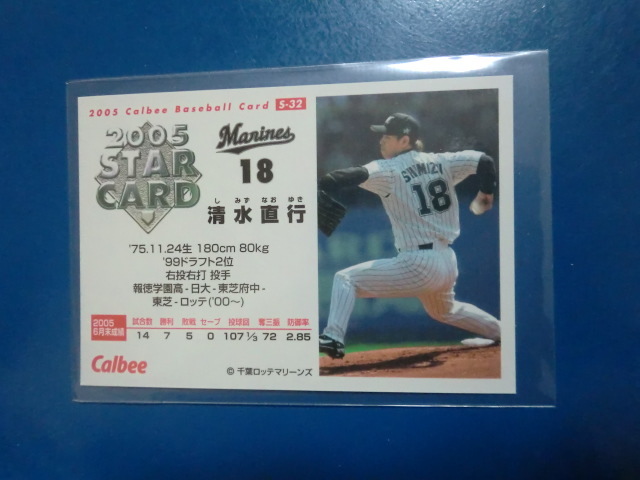 2005 Calbee Baseball Card S-32
2005
STAR
CARD
Marines
18
しみず なお ゆき
清水直行
'75.11.24生 180cm 80kg
'99ドラフト2位
右投右打 投手
報徳学園高-日大-東芝府中-
東芝-ロッテ('00〜)
2005
6月末成績
試合数 勝利 敗戦 セーブ 投球回 奪三振 防御率
14 7 5 0 107 1/3 72 2.85
Calbee
© 千葉ロッテマリーンズ
SHIMIZU
18